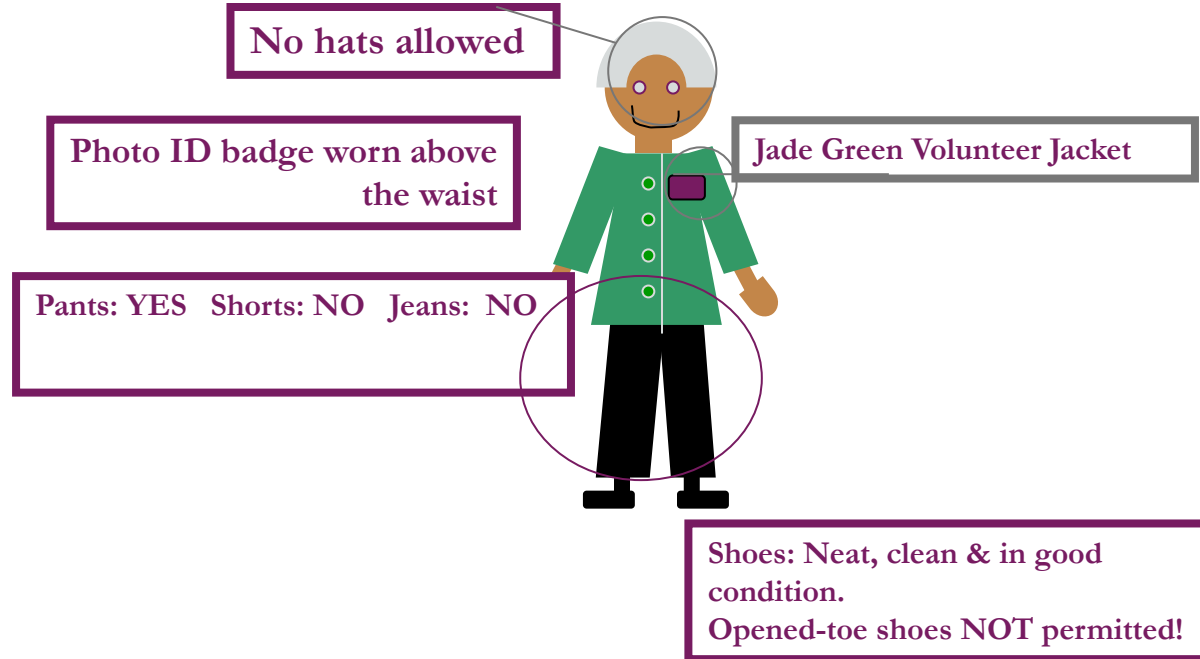 No hats allowed
Photo ID badge worn above
the waist
Jade Green Volunteer Jacket
Pants: YES   Shorts: NO   Jeans:  NO
Shoes: Neat, clean & in good
condition.
Opened-toe shoes NOT permitted!